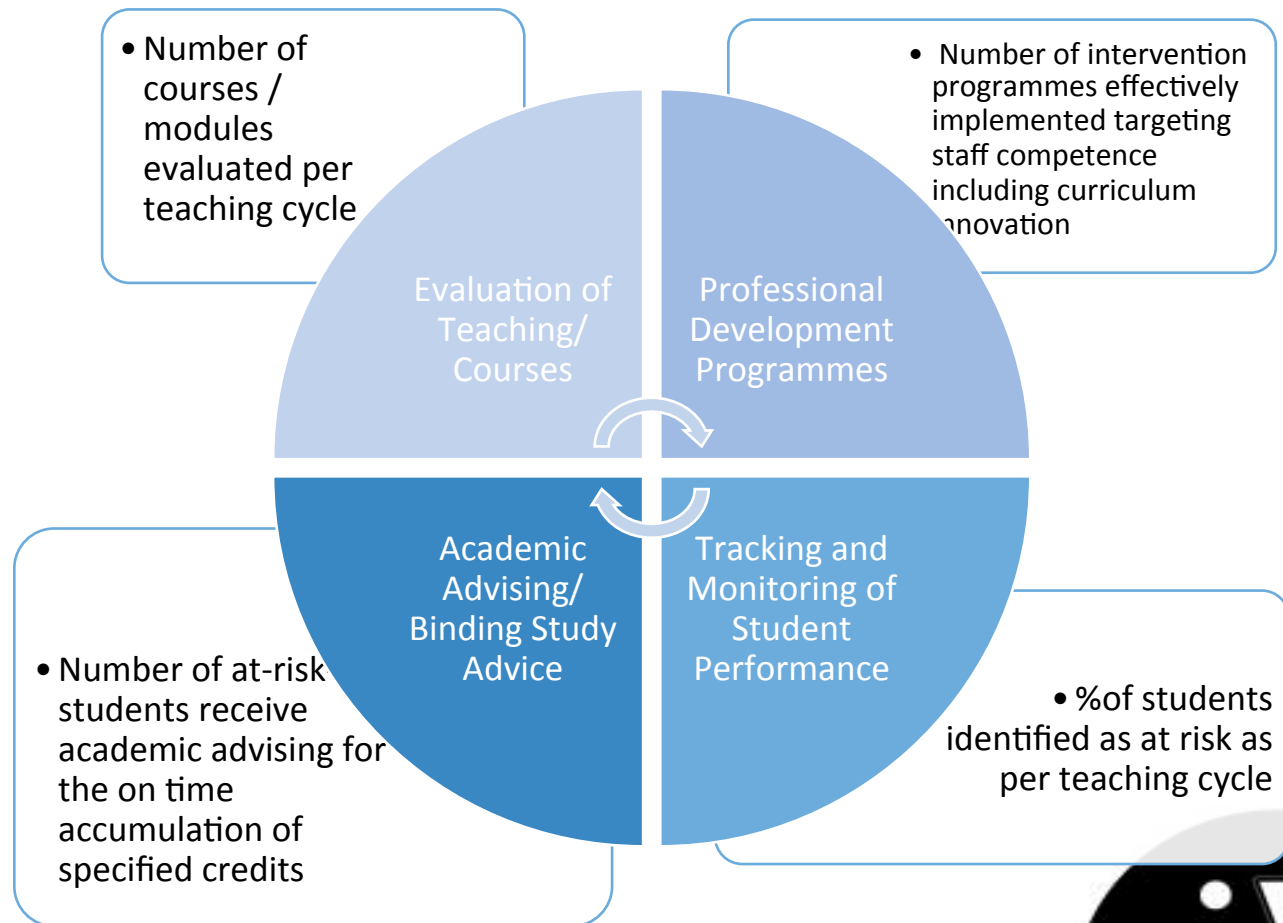 • Number of
courses /
modules
evaluated per
teaching cycle
• Number of intervention
programmes effectively
implemented targeting
staff competence
including curriculum
innovation
Evaluation of
Teaching/
Courses
Professional
Development
Programmes
Academic
Advising/
Binding Study
Advice
Tracking and
Monitoring of
Student
Performance
• Number of at-risk
students receive
academic advising for
the on time
accumulation of
specified credits
• %of students
identified as at risk as
per teaching cycle